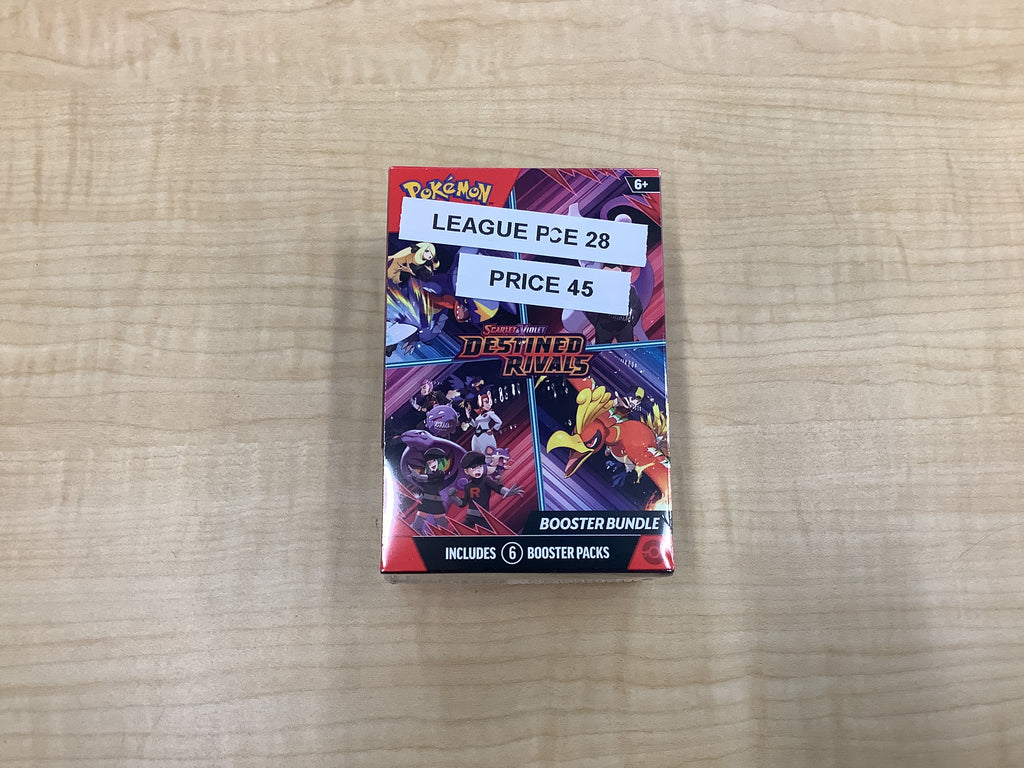 POKéMON
6+
LEAGUE PCE 28
PRICE 45
SCARLET & VIOLET
DESTINED
RIVALS
R
BOOSTER BUNDLE
INCLUDES 6 BOOSTER PACKS